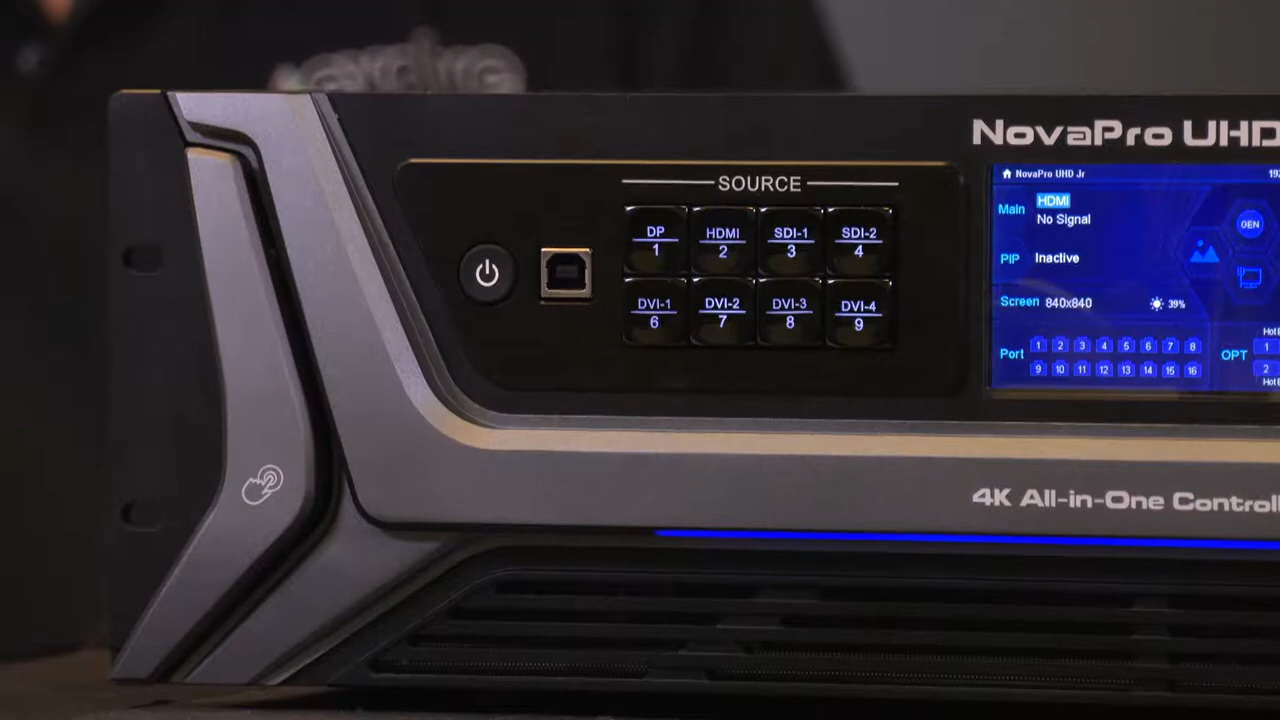 NovaPro UHD
SOURCE
DP
1
HDMI
2
SDI-1
3
SDI-2
4
DVI-1
6
DVI-2
7
DVI-3
8
DVI-4
9
NovaPro UHD Jr
192
Main
HDMI
No Signal
GEN
PIP
Inactive
Screen
840x840
39%
Port
1 2 3 4 5 6 7 8
9 10 11 12 13 14 15 16
OPT
1
2
4K All-in-One Controll